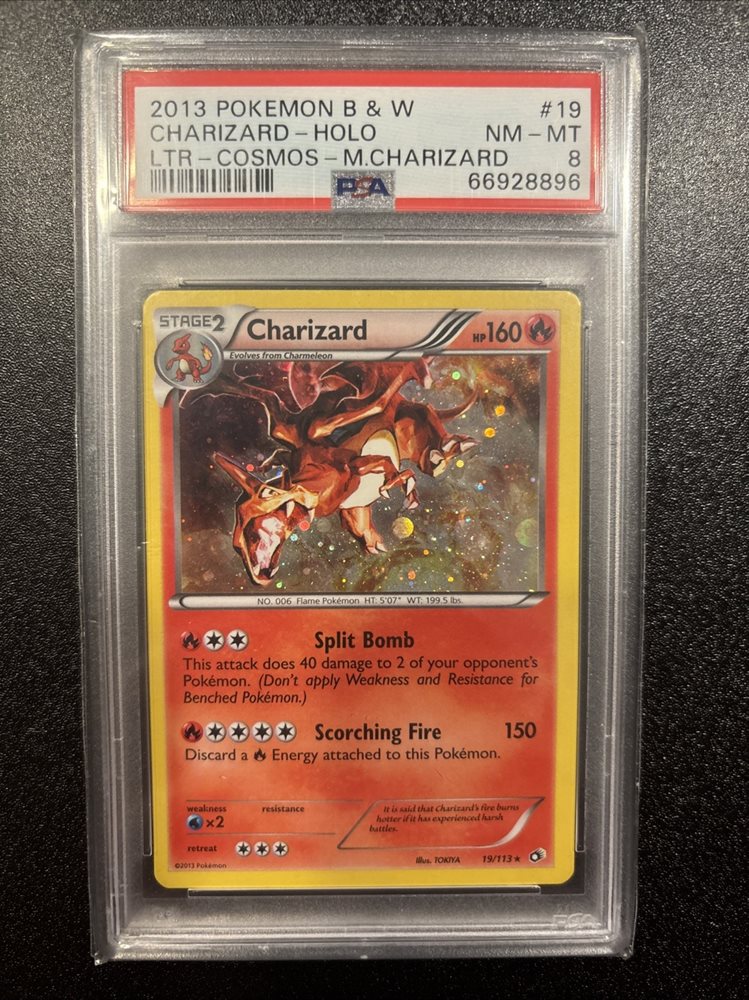 2013 POKEMON B & W #19
CHARIZARD-HOLO NM-MT
LTR-COSMOS-M.CHARIZARD 8
PSA 66928896
STAGE2 Charizard HP160
Evolves from Charmeleon
NO. 006 Flame Pokémon HT: 5'07" WT: 199.5 lbs.
Split Bomb
This attack does 40 damage to 2 of your opponent's
Pokémon. (Don't apply Weakness and Resistance for
Benched Pokémon.)
Scorching Fire 150
Discard a Energy attached to this Pokémon.
weakness resistance
×2
retreat
It is said that Charizard's fire burns
hotter if it has experienced harsh
battles.
©2013 Pokémon Illus. TOKIYA 19/113 ★
PSA